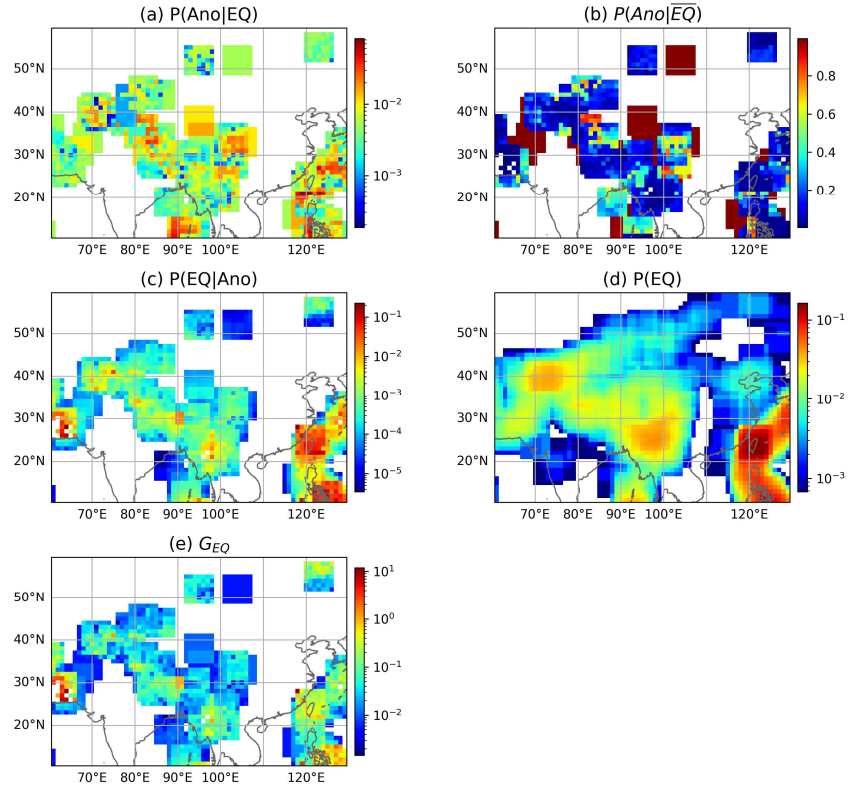 (a) P(Ano|EQ)
50°N
40°N
30°N
20°N
70°E 80°E 90°E 100°E 120°E
10⁻²
10⁻³
(b) P(Ano|E̅Q̅)
50°N
40°N
30°N
20°N
70°E 80°E 90°E 100°E 120°E
0.8
0.6
0.4
0.2
(c) P(EQ|Ano)
50°N
40°N
30°N
20°N
70°E 80°E 90°E 100°E 120°E
10⁻¹
10⁻²
10⁻³
10⁻⁴
10⁻⁵
(d) P(EQ)
50°N
40°N
30°N
20°N
70°E 80°E 90°E 100°E 120°E
10⁻¹
10⁻²
10⁻³
(e) G_EQ
50°N
40°N
30°N
20°N
70°E 80°E 90°E 100°E 120°E
10¹
10⁰
10⁻¹
10⁻²